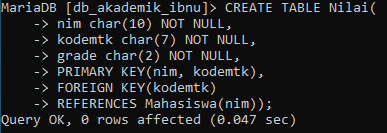 MariaDB [db_akademik_ibnu]> CREATE TABLE Nilai(
    -> nim char(10) NOT NULL,
    -> kodemtk char(7) NOT NULL,
    -> grade char(2) NOT NULL,
    -> PRIMARY KEY(nim, kodemtk),
    -> FOREIGN KEY(kodemtk)
    -> REFERENCES Mahasiswa(nim));
Query OK, 0 rows affected (0.047 sec)